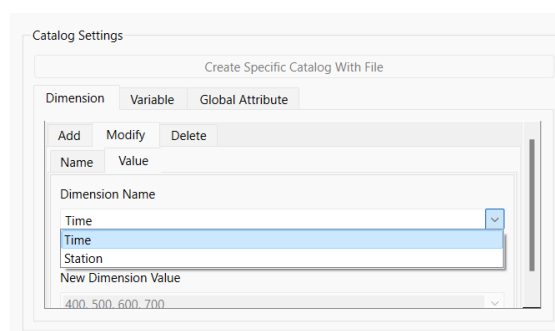 Catalog Settings
Create Specific Catalog With File
Dimension Variable Global Attribute
Add Modify Delete
Name Value
Dimension Name
Time
Time
Station
New Dimension Value
400, 500, 600, 700